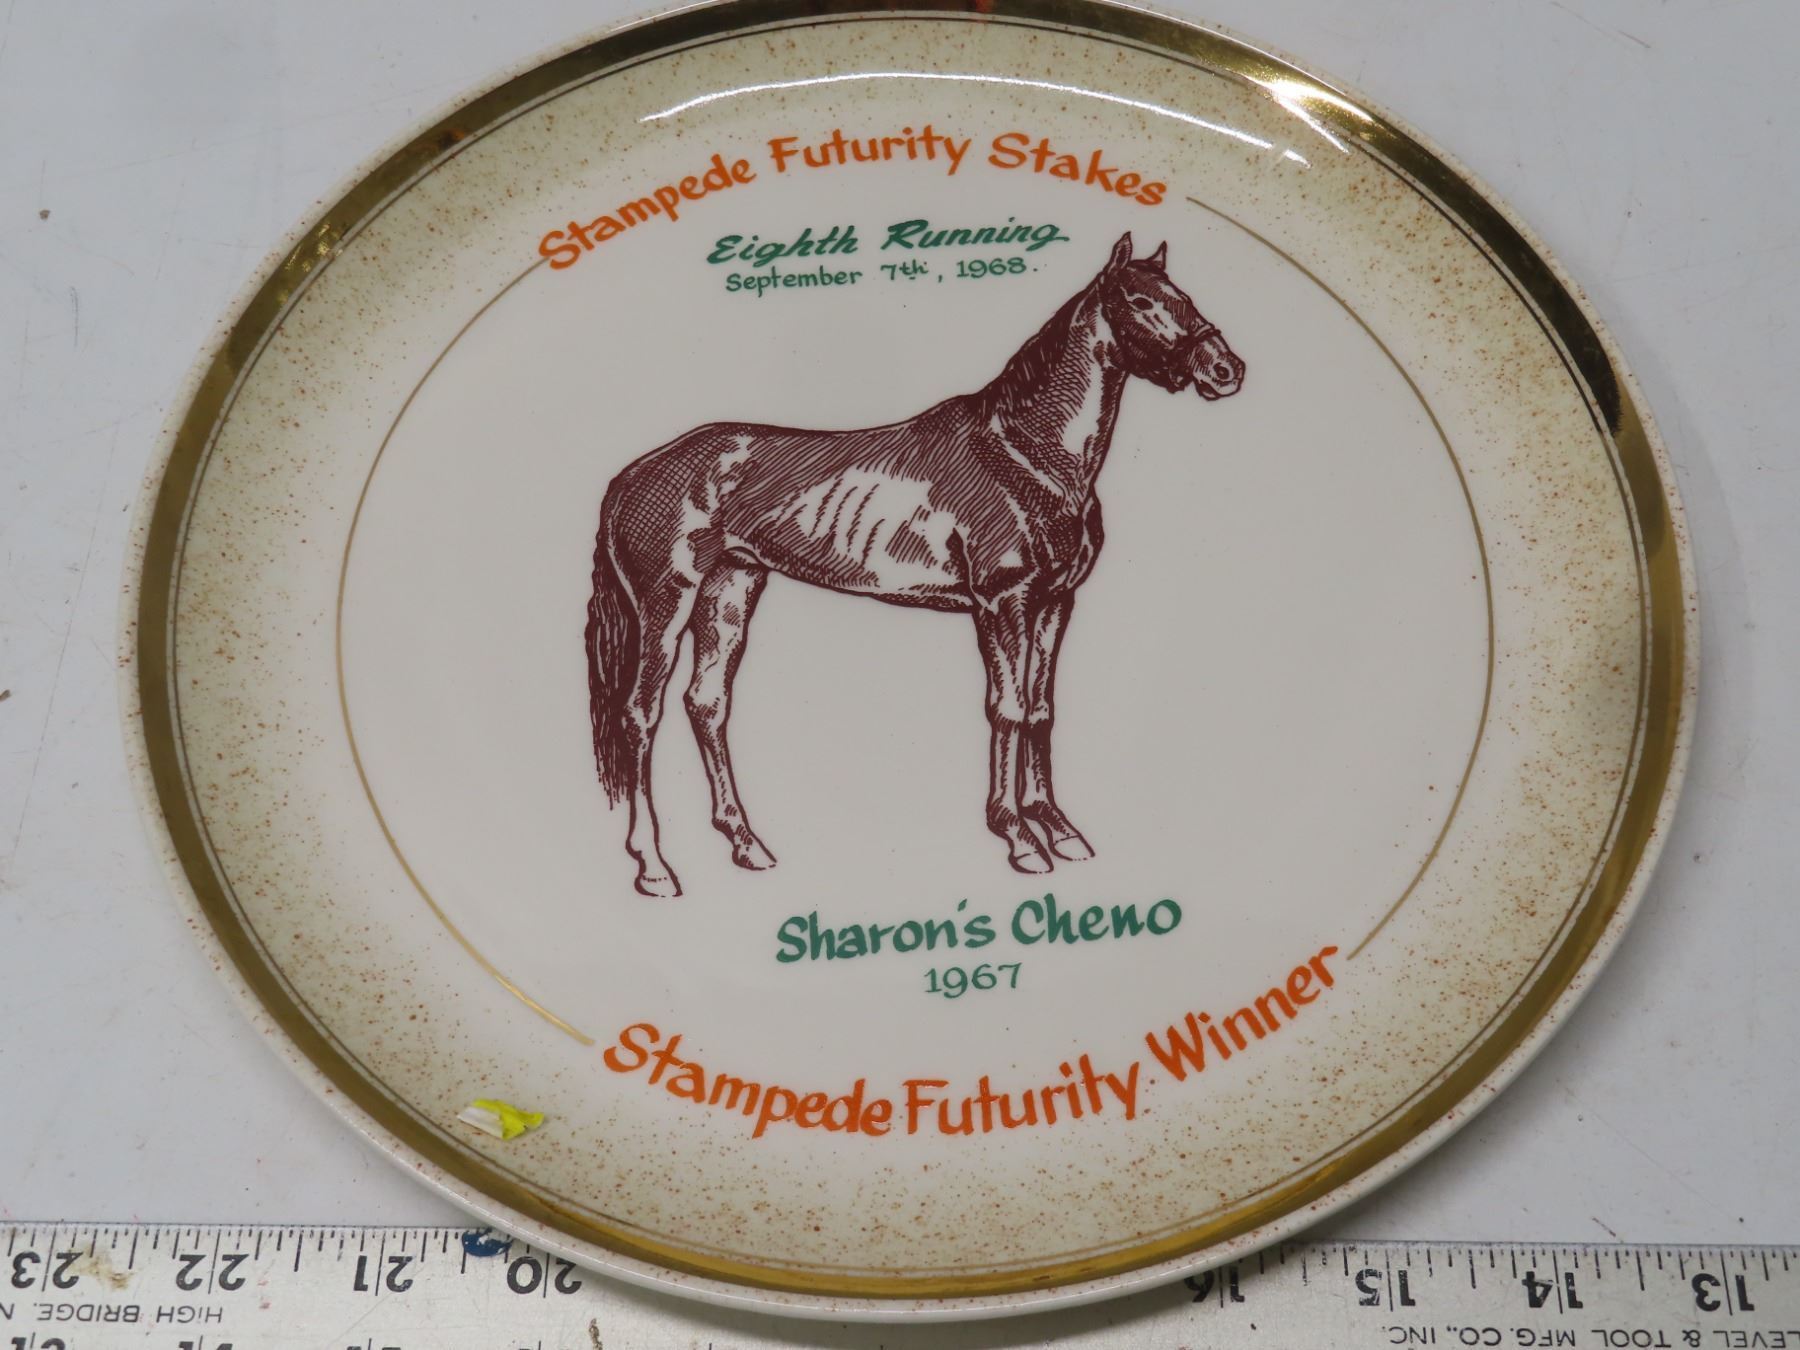 Stampede Futurity Stakes
Eighth Running
September 7th, 1968.
Sharon's Cheno
1967
Stampede Futurity Winner
23 22 21 20 16 15 14 13
HIGH BRIDGE. N
LEVEL & TOOL MFG. CO., INC.